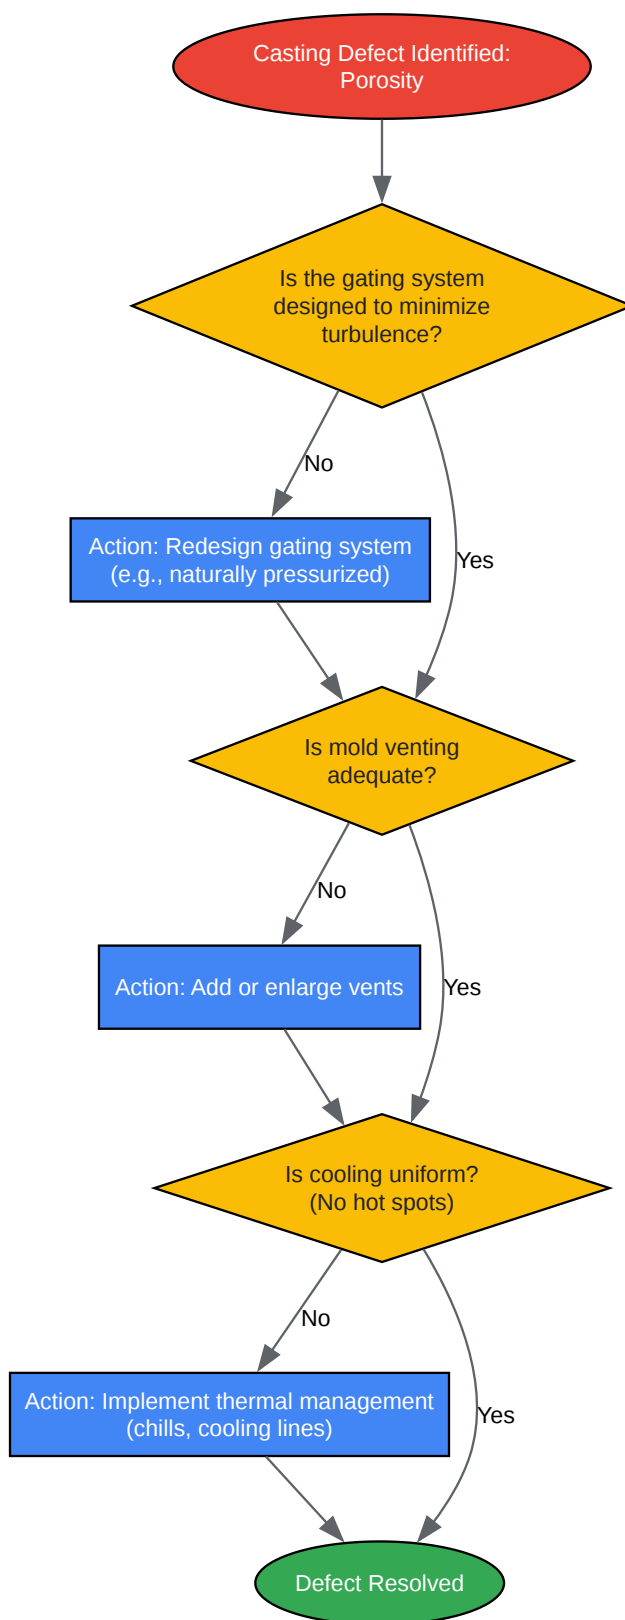 Casting Defect Identified:
Porosity
Is the gating system
designed to minimize
turbulence?
No
Action: Redesign gating system
(e.g., naturally pressurized)
Yes
Is mold venting
adequate?
No
Action: Add or enlarge vents
Yes
Is cooling uniform?
(No hot spots)
No
Action: Implement thermal management
(chills, cooling lines)
Yes
Defect Resolved